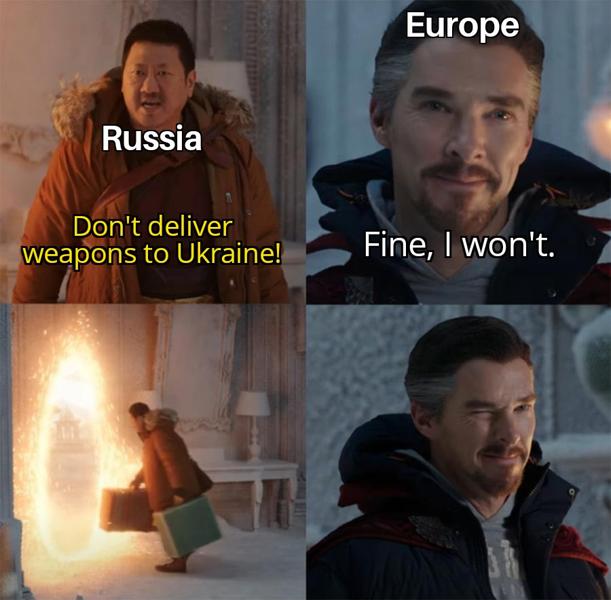 Russia
Don't deliver
weapons to Ukraine!
Europe
Fine, I won't.